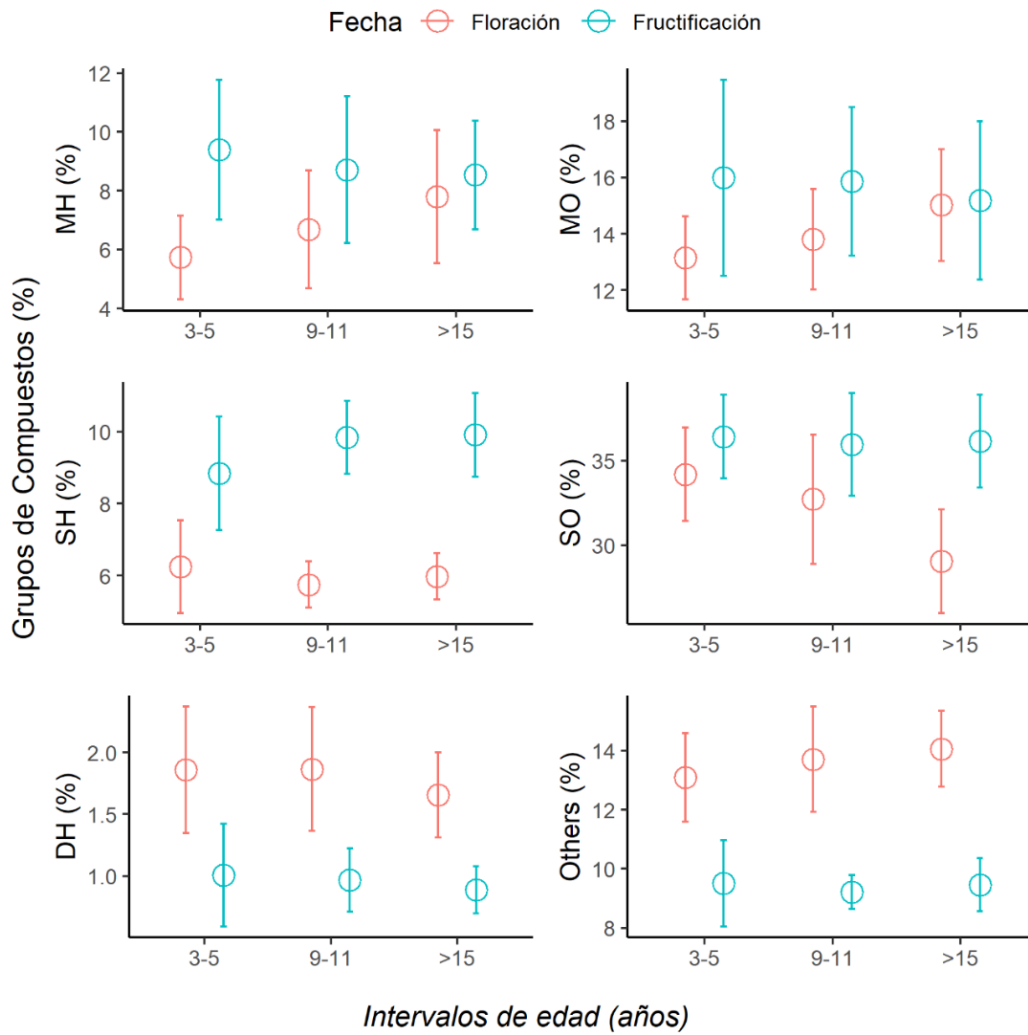 Fecha Floración Fructificación
Grupos de Compuestos (%)
MH (%)
12
10
8
6
4
3-5 9-11 >15
MO (%)
18
16
14
12
3-5 9-11 >15
SH (%)
10
8
6
3-5 9-11 >15
SO (%)
35
30
3-5 9-11 >15
DH (%)
2.0
1.5
1.0
3-5 9-11 >15
Others (%)
14
12
10
8
3-5 9-11 >15
Intervalos de edad (años)